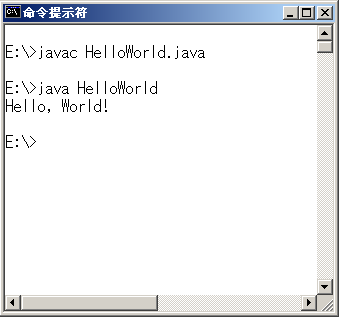 命令提示符
E:\>javac HelloWorld.java
E:\>java HelloWorld
Hello, World!
E:\>